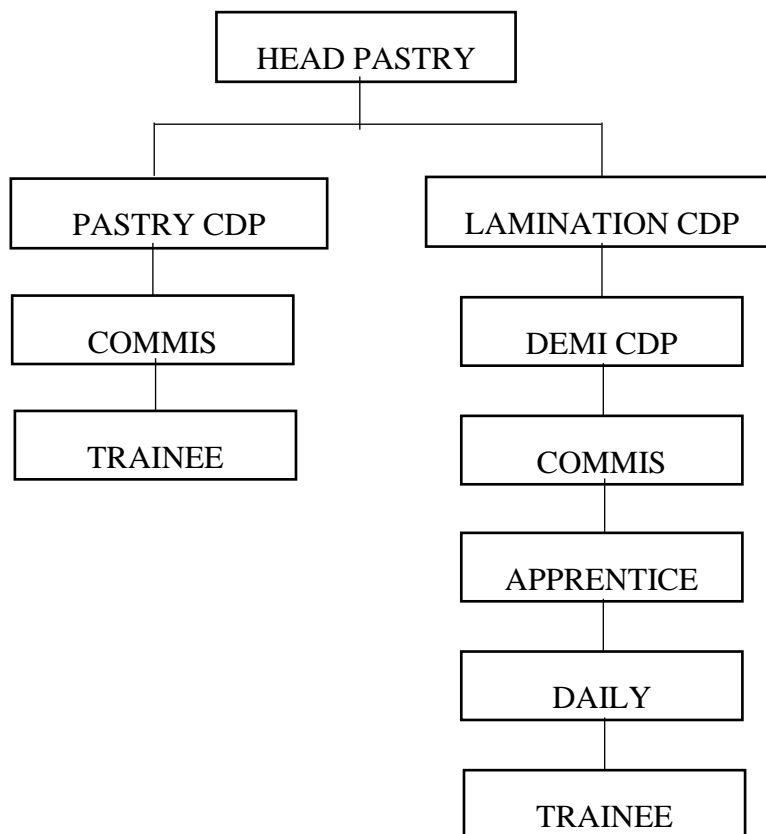 HEAD PASTRY
PASTRY CDP
LAMINATION CDP
COMMIS
DEMI CDP
TRAINEE
COMMIS
APPRENTICE
DAILY
TRAINEE